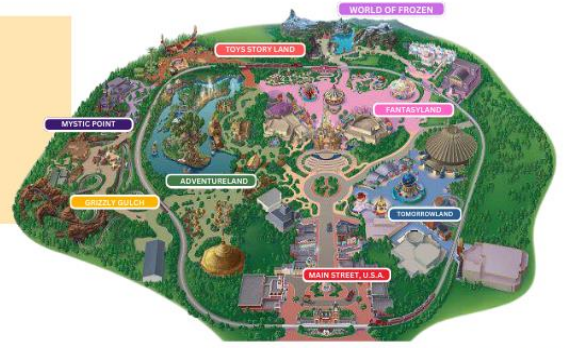 WORLD OF FROZEN
TOYS STORY LAND
FANTASYLAND
MYSTIC POINT
ADVENTURELAND
GRIZZLY GULCH
TOMORROWLAND
MAIN STREET, U.S.A.